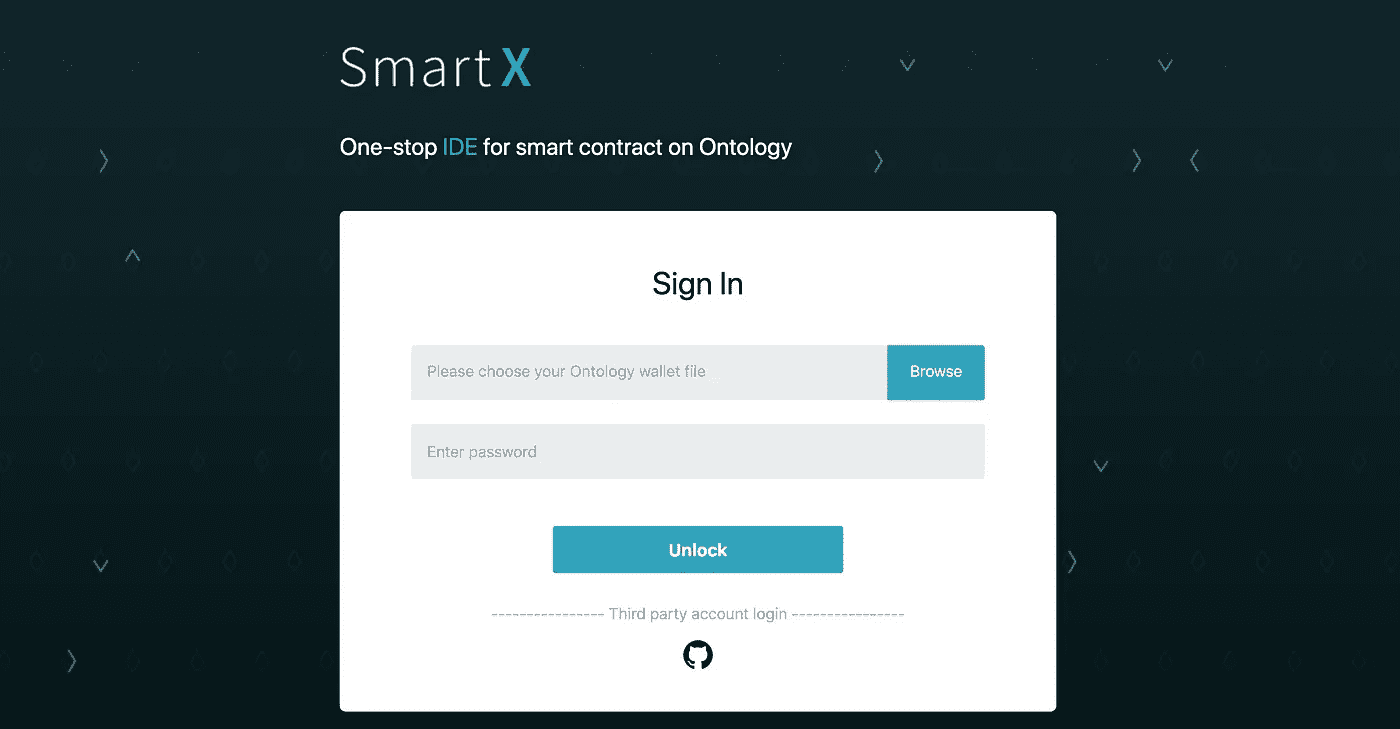 SmartX
One-stop IDE for smart contract on Ontology
Sign In
Please choose your Ontology wallet file
Browse
Enter password
Unlock
---------------- Third party account login ----------------